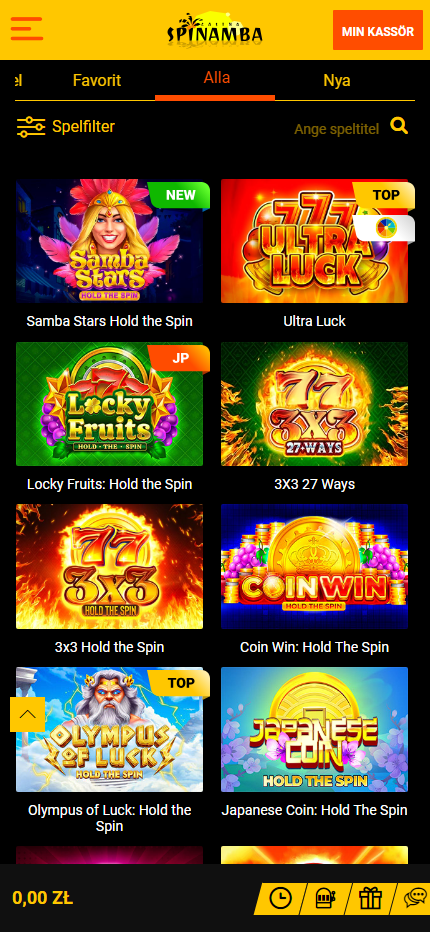 CASINO
SPINAMBA
MIN KASSÖR
el
Favorit
Alla
Nya
Spelfilter
Ange speltitel
NEW
Samba
Stars
HOLD THE SPIN
TOP
777
ULTRA
LUCK
Samba Stars Hold the Spin
Ultra Luck
JP
Locky
Fruits
HOLD · THE · SPIN
77
3X3
27 WAYS
Locky Fruits: Hold the Spin
3X3 27 Ways
77
3x3
HOLD THE SPIN
COIN WIN
HOLD THE SPIN
3x3 Hold the Spin
Coin Win: Hold The Spin
TOP
OLYMPUS
OF LUCK
HOLD THE SPIN
JAPANESE
COIN
HOLD THE SPIN
Olympus of Luck: Hold the
Spin
Japanese Coin: Hold The Spin
0,00 ZŁ